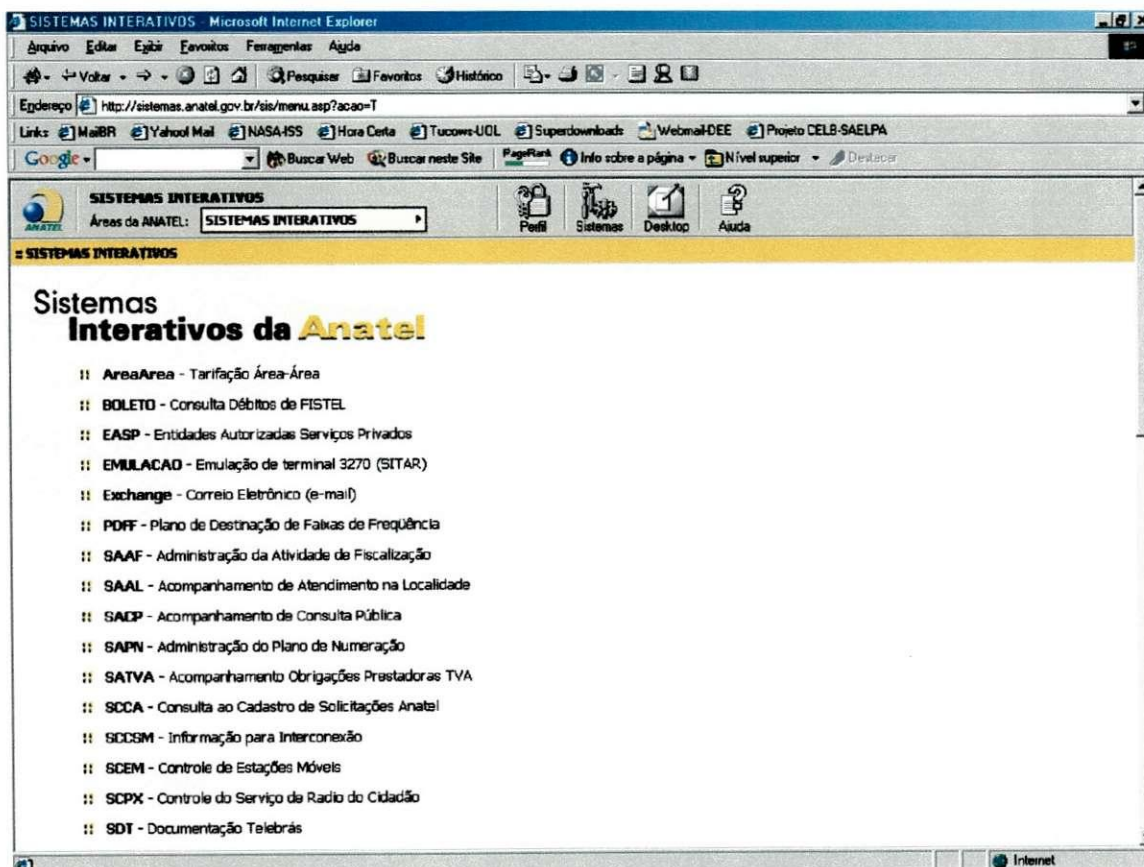 SISTEMAS INTERATIVOS - Microsoft Internet Explorer
Arquivo Editar Exibir Favoritos Ferramentas Ajuda
Voltar Pesquisar Favoritos Histórico
Endereço http://sistemas.anatel.gov.br/sis/menu.asp?acao=T
Links MailBR Yahoo! Mail NASA-ISS Hora Certa Tucows-UOL Superdownloads Webmail-DEE Projeto CELB-SAELPA
Google Buscar Web Buscar neste Site PageRank Info sobre a página Nível superior Destacar
SISTEMAS INTERATIVOS
ANATEL Áreas da ANATEL: SISTEMAS INTERATIVOS Perfil Sistemas Desktop Ajuda
:: SISTEMAS INTERATIVOS
Sistemas
Interativos da Anatel
:: AreaArea - Tarifação Área-Área
:: BOLETO - Consulta Débitos de FISTEL
:: EASP - Entidades Autorizadas Serviços Privados
:: EMULACAO - Emulação de terminal 3270 (SITAR)
:: Exchange - Correio Eletrônico (e-mail)
:: PDFF - Plano de Destinação de Faixas de Freqüência
:: SAAF - Administração da Atividade de Fiscalização
:: SAAL - Acompanhamento de Atendimento na Localidade
:: SACP - Acompanhamento de Consulta Pública
:: SAPN - Administração do Plano de Numeração
:: SATVA - Acompanhamento Obrigações Prestadoras TVA
:: SCCA - Consulta ao Cadastro de Solicitações Anatel
:: SCCSM - Informação para Interconexão
:: SCEM - Controle de Estações Móveis
:: SCPX - Controle do Serviço de Radio do Cidadão
:: SDT - Documentação Telebrás
Internet